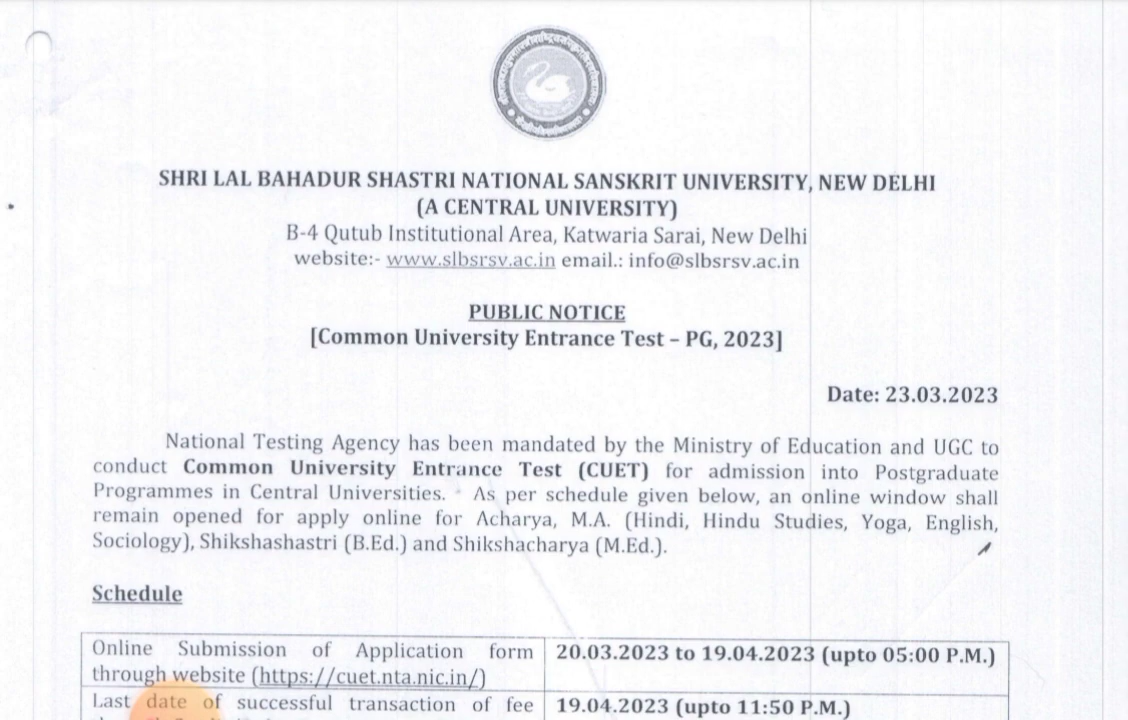 SHRI LAL BAHADUR SHASTRI NATIONAL SANSKRIT UNIVERSITY, NEW DELHI
(A CENTRAL UNIVERSITY)
B-4 Qutub Institutional Area, Katwaria Sarai, New Delhi
website:- www.slbsrsv.ac.in email.: info@slbsrsv.ac.in
PUBLIC NOTICE
[Common University Entrance Test – PG, 2023]
Date: 23.03.2023
National Testing Agency has been mandated by the Ministry of Education and UGC to
conduct Common University Entrance Test (CUET) for admission into Postgraduate
Programmes in Central Universities. As per schedule given below, an online window shall
remain opened for apply online for Acharya, M.A. (Hindi, Hindu Studies, Yoga, English,
Sociology), Shikshashastri (B.Ed.) and Shikshacharya (M.Ed.).
Schedule
Online Submission of Application form
through website (https://cuet.nta.nic.in/)
20.03.2023 to 19.04.2023 (upto 05:00 P.M.)
Last date of successful transaction of fee
19.04.2023 (upto 11:50 P.M.)